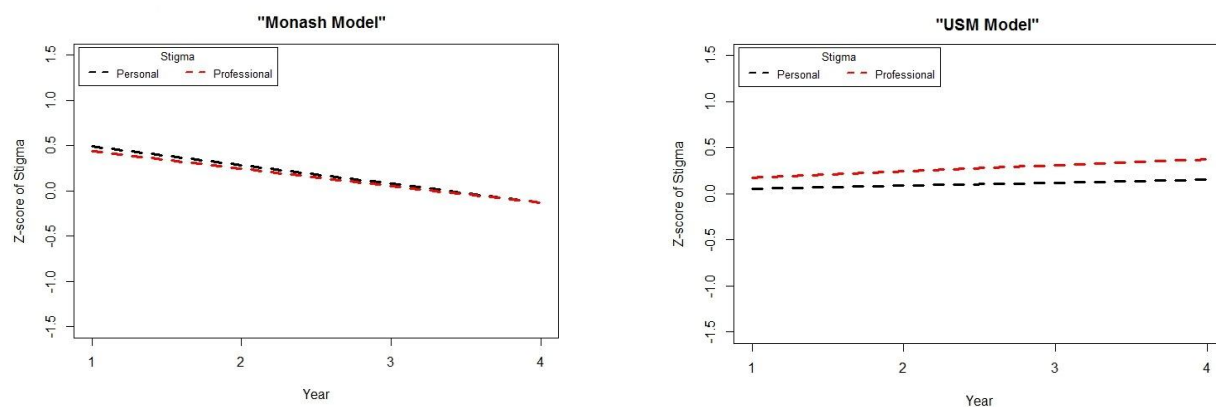 "Monash Model"
Stigma
Personal Professional
Z-score of Stigma
1.5
1.0
0.5
0.0
-0.5
-1.0
-1.5
1 2 3 4
Year
"USM Model"
Stigma
Personal Professional
Z-score of Stigma
1.5
1.0
0.5
0.0
-0.5
-1.0
-1.5
1 2 3 4
Year